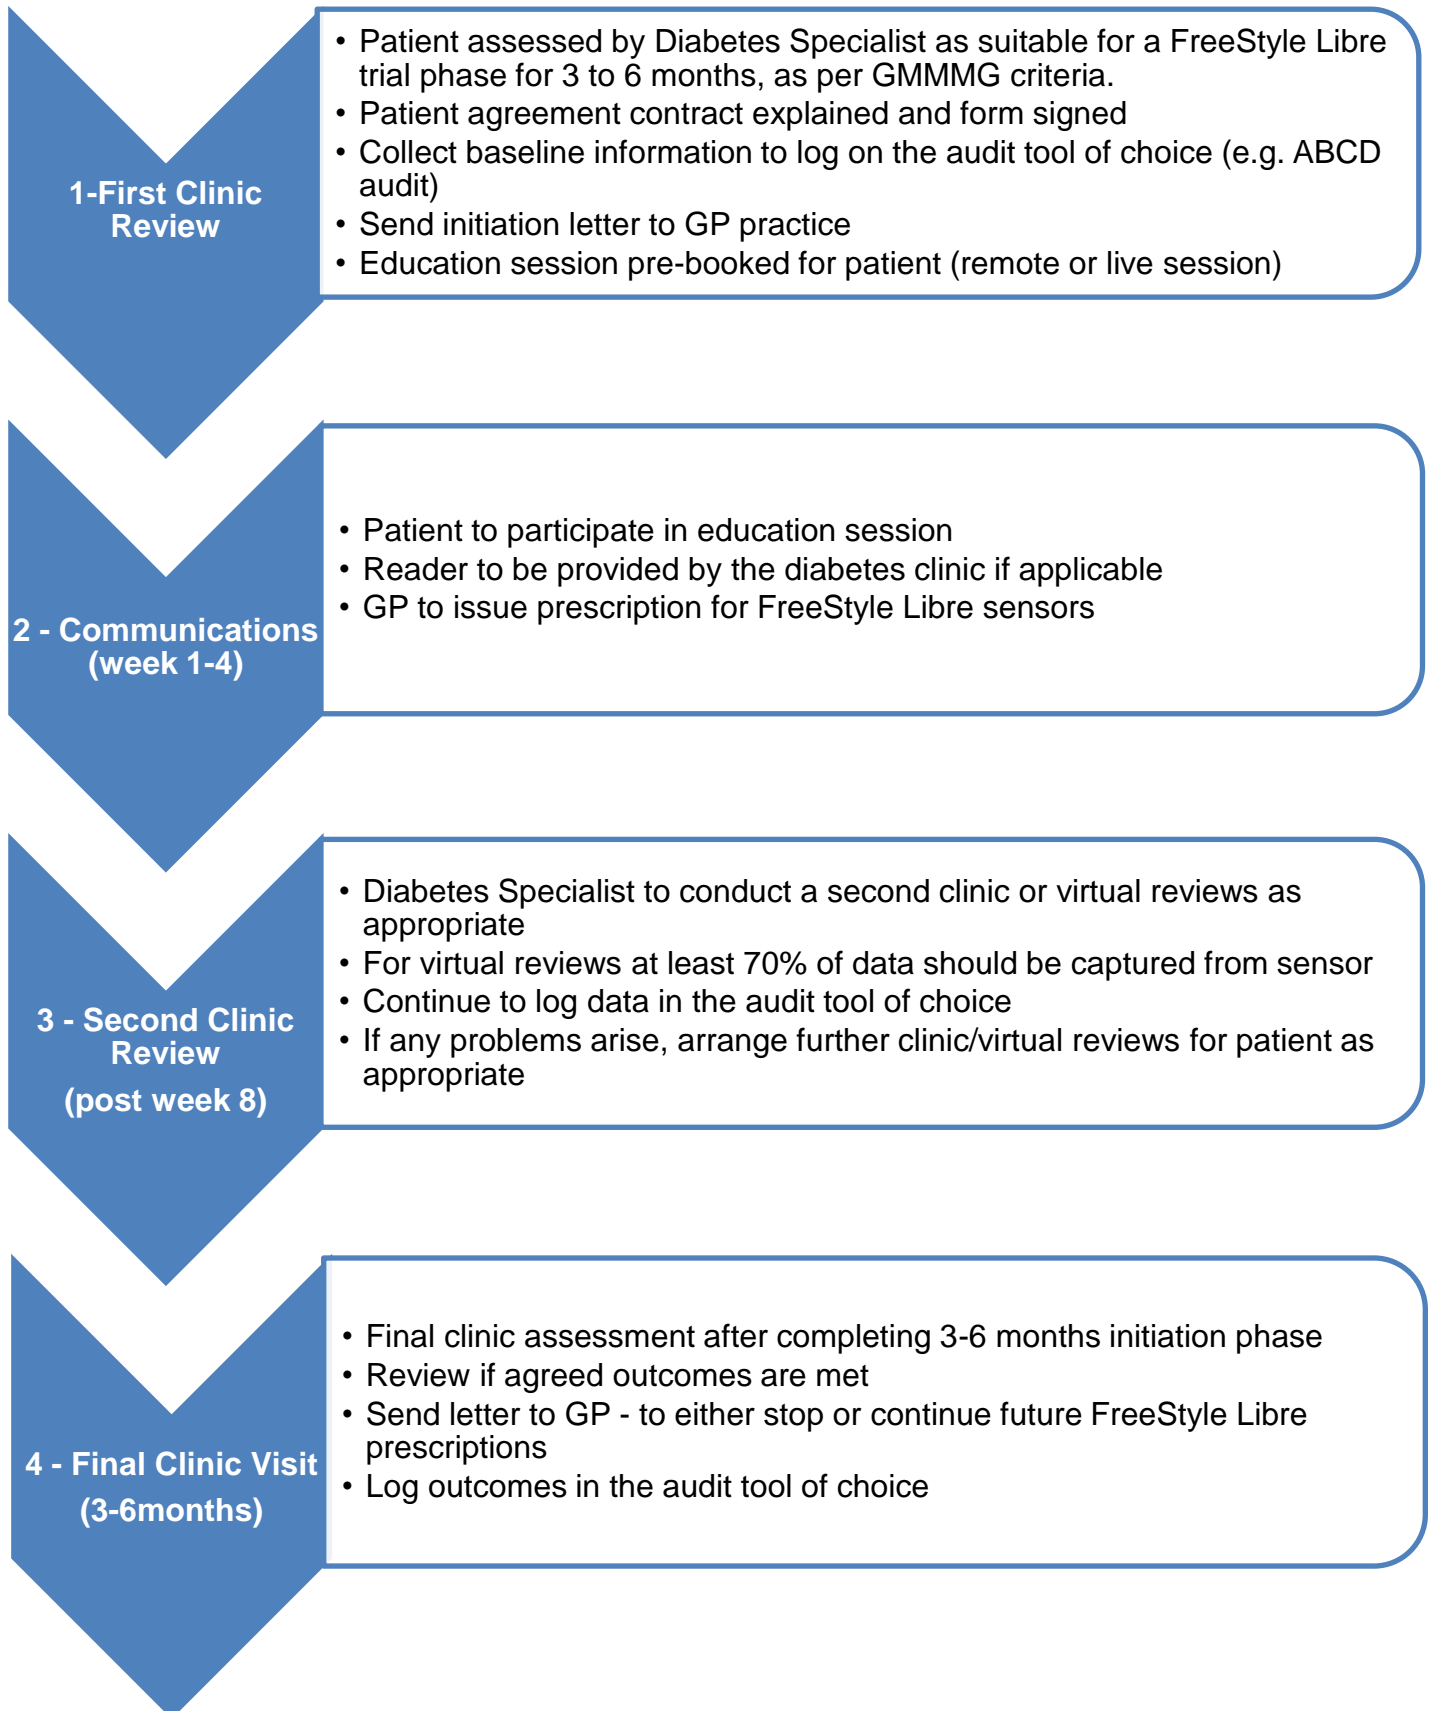 1-First Clinic
Review
• Patient assessed by Diabetes Specialist as suitable for a FreeStyle Libre
trial phase for 3 to 6 months, as per GMMMG criteria.
• Patient agreement contract explained and form signed
• Collect baseline information to log on the audit tool of choice (e.g. ABCD
audit)
• Send initiation letter to GP practice
• Education session pre-booked for patient (remote or live session)
2 - Communications
(week 1-4)
• Patient to participate in education session
• Reader to be provided by the diabetes clinic if applicable
• GP to issue prescription for FreeStyle Libre sensors
3 - Second Clinic
Review
(post week 8)
• Diabetes Specialist to conduct a second clinic or virtual reviews as
appropriate
• For virtual reviews at least 70% of data should be captured from sensor
• Continue to log data in the audit tool of choice
• If any problems arise, arrange further clinic/virtual reviews for patient as
appropriate
4 - Final Clinic Visit
(3-6months)
• Final clinic assessment after completing 3-6 months initiation phase
• Review if agreed outcomes are met
• Send letter to GP - to either stop or continue future FreeStyle Libre
prescriptions
• Log outcomes in the audit tool of choice